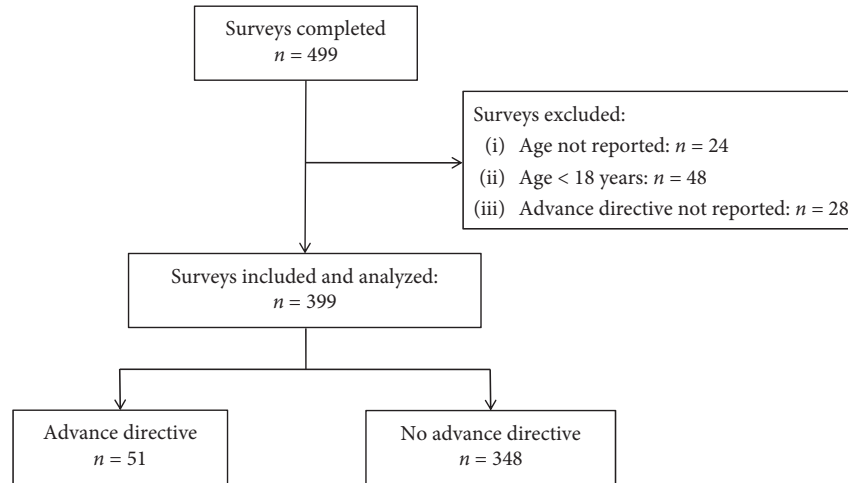 Surveys completed
n = 499
Surveys excluded:
(i) Age not reported: n = 24
(ii) Age < 18 years: n = 48
(iii) Advance directive not reported: n = 28
Surveys included and analyzed:
n = 399
Advance directive
n = 51
No advance directive
n = 348